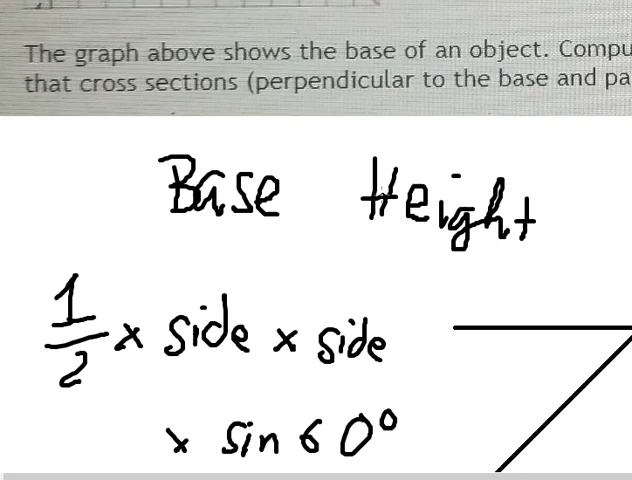 The graph above shows the base of an object. Compu
that cross sections (perpendicular to the base and pa
Base Height
1/2 x side x side
x sin 60°